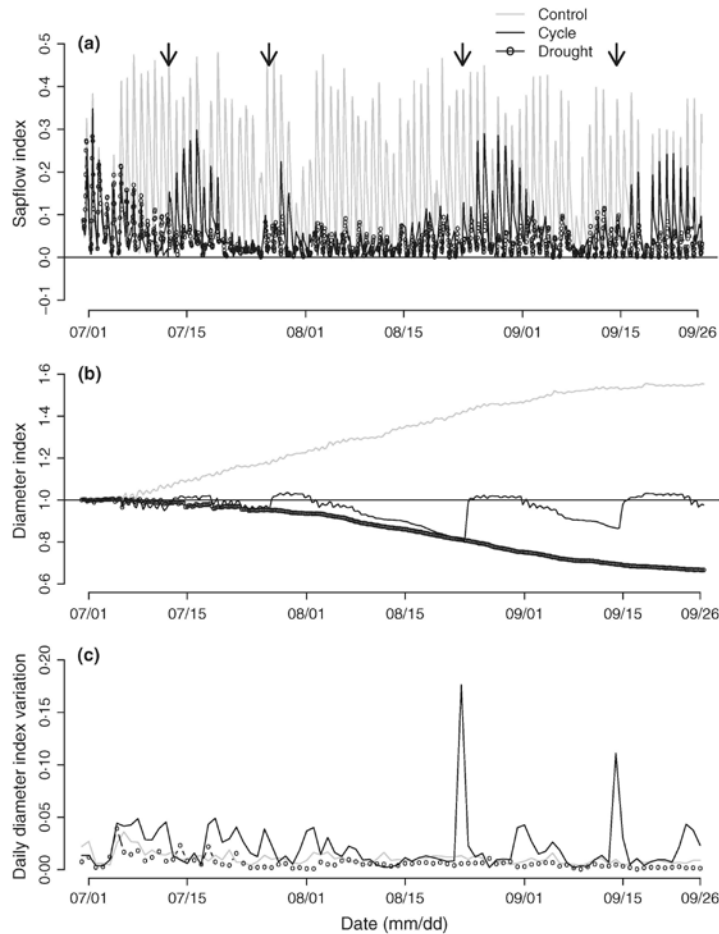 Control
Cycle
Drought
(a)
Sapflow index
0·5
0·4
0·3
0·2
0·1
0·0
−0·1
07/01 07/15 08/01 08/15 09/01 09/15 09/26
(b)
Diameter index
1·6
1·4
1·2
1·0
0·8
0·6
07/01 07/15 08/01 08/15 09/01 09/15 09/26
(c)
Daily diameter index variation
0·20
0·15
0·10
0·05
0·00
07/01 07/15 08/01 08/15 09/01 09/15 09/26
Date (mm/dd)